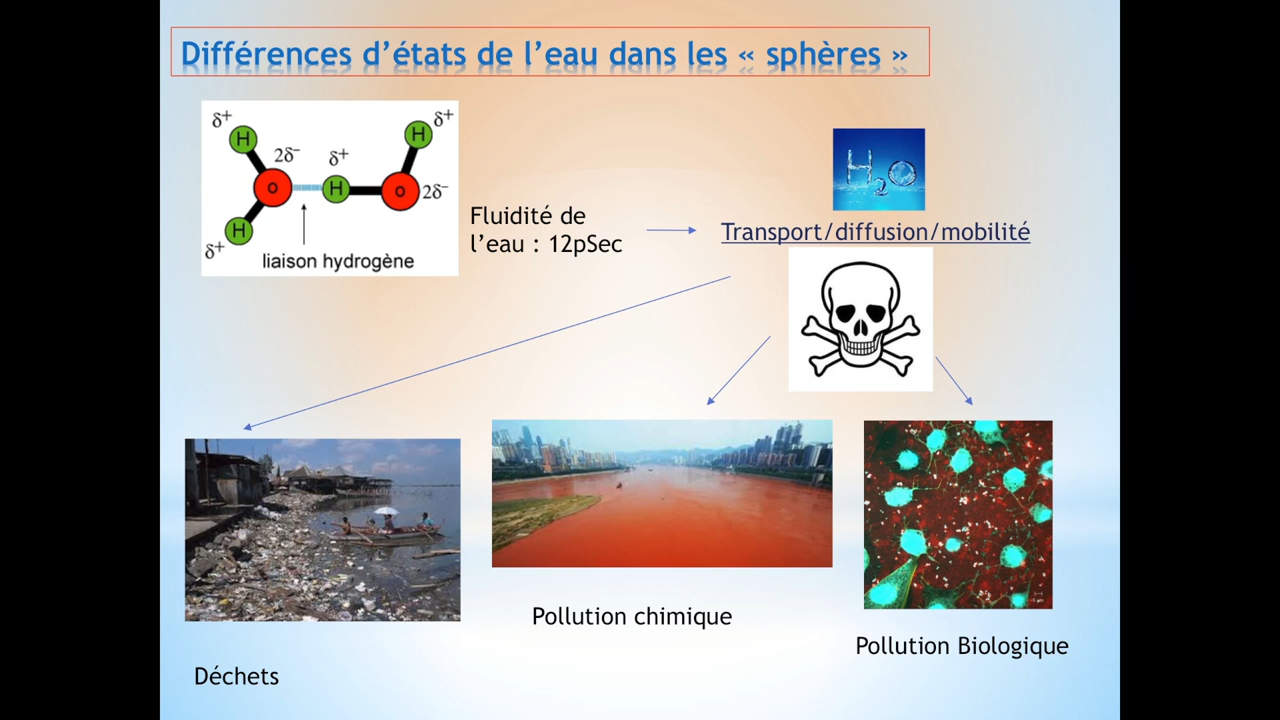 Différences d’états de l’eau dans les « sphères »
δ⁺
H
2δ⁻
O
H
δ⁺
δ⁺
H
O
2δ⁻
H
δ⁺
liaison hydrogène
Fluidité de
l’eau : 12pSec
H₂O
Transport/diffusion/mobilité
Déchets
Pollution chimique
Pollution Biologique